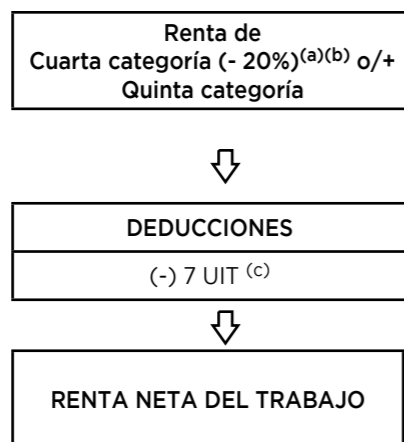 Renta de
Cuarta categoría (- 20%)(a)(b) o/+
Quinta categoría
DEDUCCIONES
(-) 7 UIT (c)
RENTA NETA DEL TRABAJO